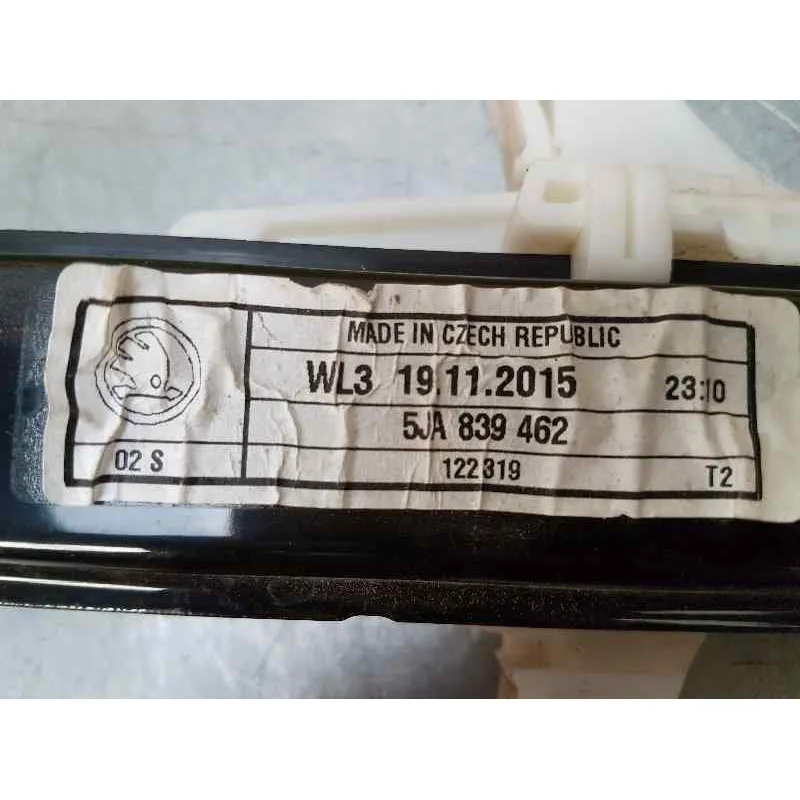 MADE IN CZECH REPUBLIC
WL3 19.11.2015 23:10
5JA 839 462
02 S 122319 T2